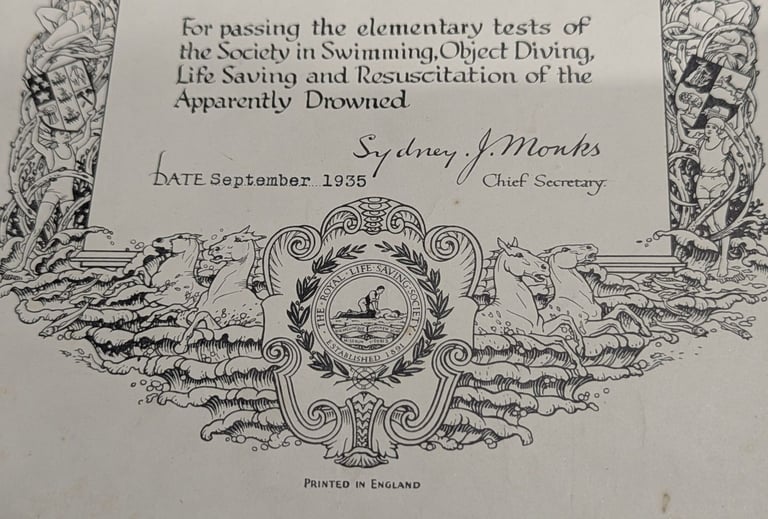 For passing the elementary tests of
the Society in Swimming, Object Diving,
Life Saving and Resuscitation of the
Apparently Drowned
Sydney. J. Monks
DATE September 1935
Chief Secretary.
THE ROYAL LIFE SAVING SOCIETY
ESTABLISHED 1891
PRINTED IN ENGLAND